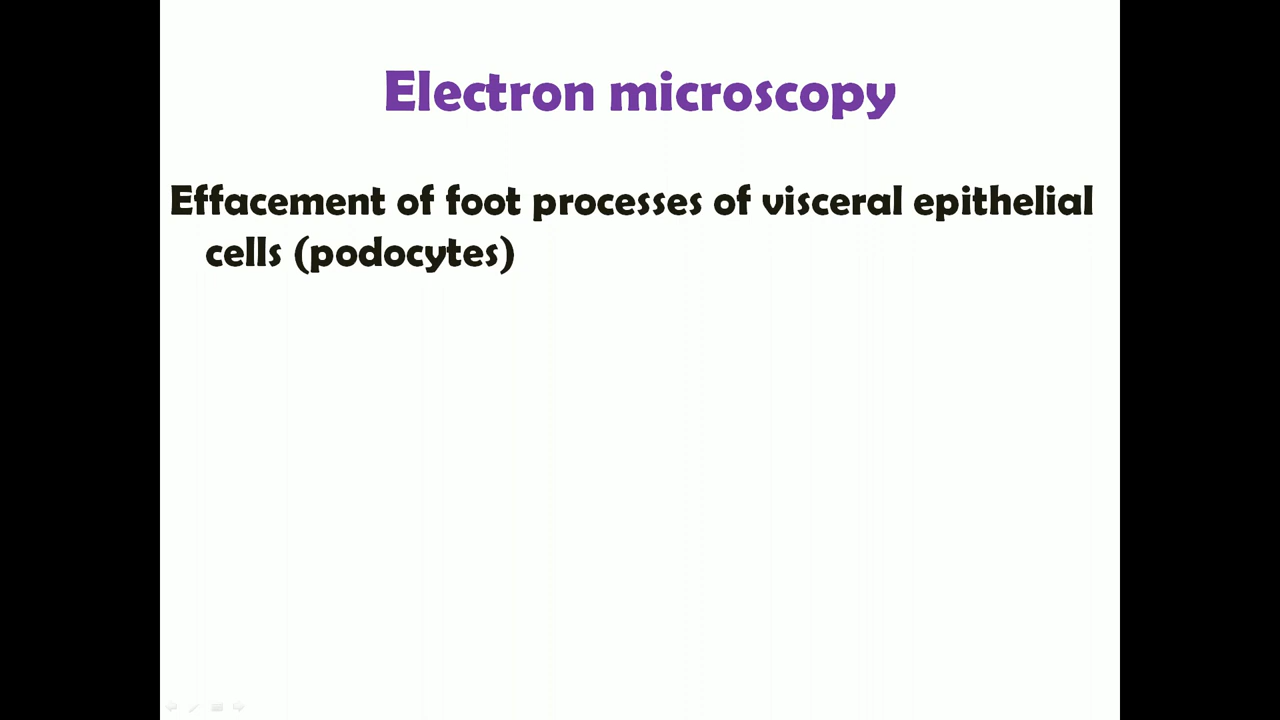 Electron microscopy
Effacement of foot processes of visceral epithelial
cells (podocytes)